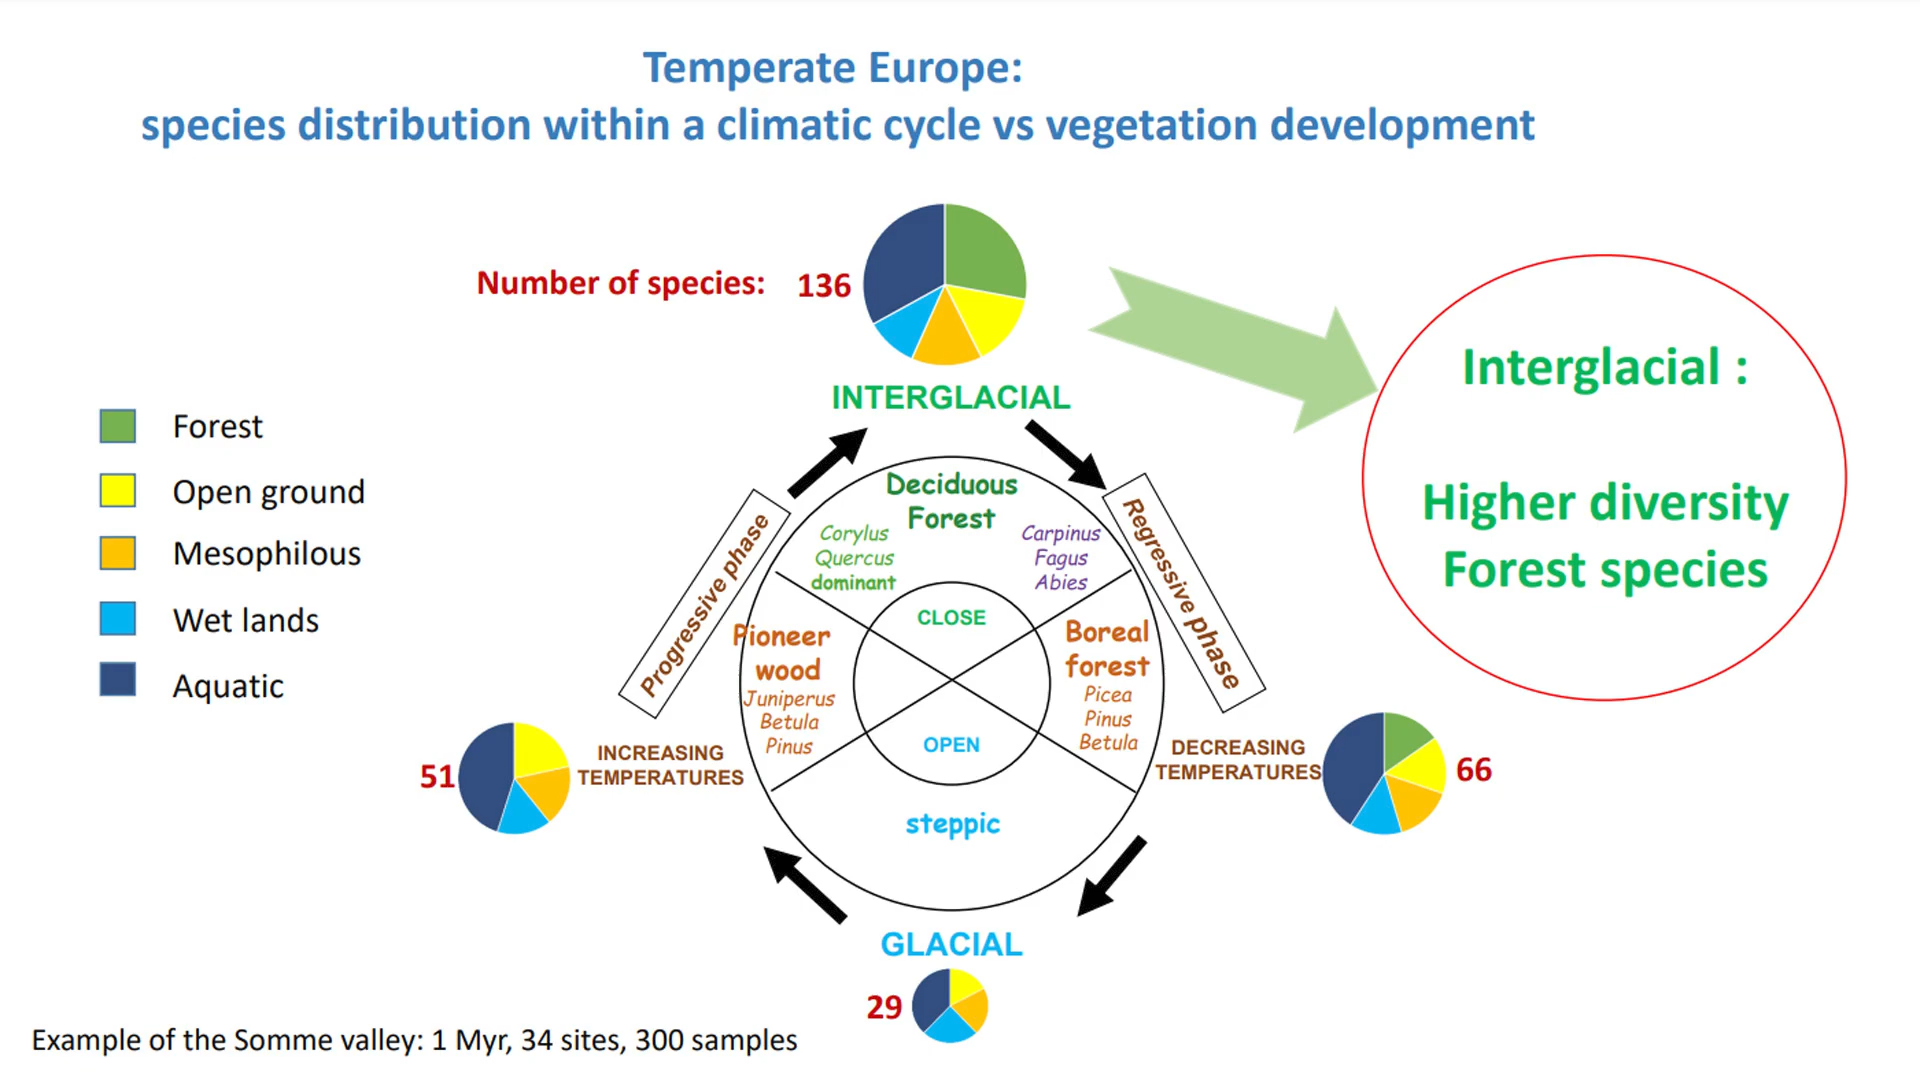 Temperate Europe:
species distribution within a climatic cycle vs vegetation development
Number of species: 136
INTERGLACIAL
Interglacial :
Higher diversity
Forest species
Forest
Open ground
Mesophilous
Wet lands
Aquatic
Progressive phase
Regressive phase
Deciduous
Forest
Corylus
Quercus
dominant
Carpinus
Fagus
Abies
CLOSE
Pioneer
wood
Juniperus
Betula
Pinus
Boreal
forest
Picea
Pinus
Betula
OPEN
steppic
51
INCREASING
TEMPERATURES
DECREASING
TEMPERATURES
66
GLACIAL
29
Example of the Somme valley: 1 Myr, 34 sites, 300 samples